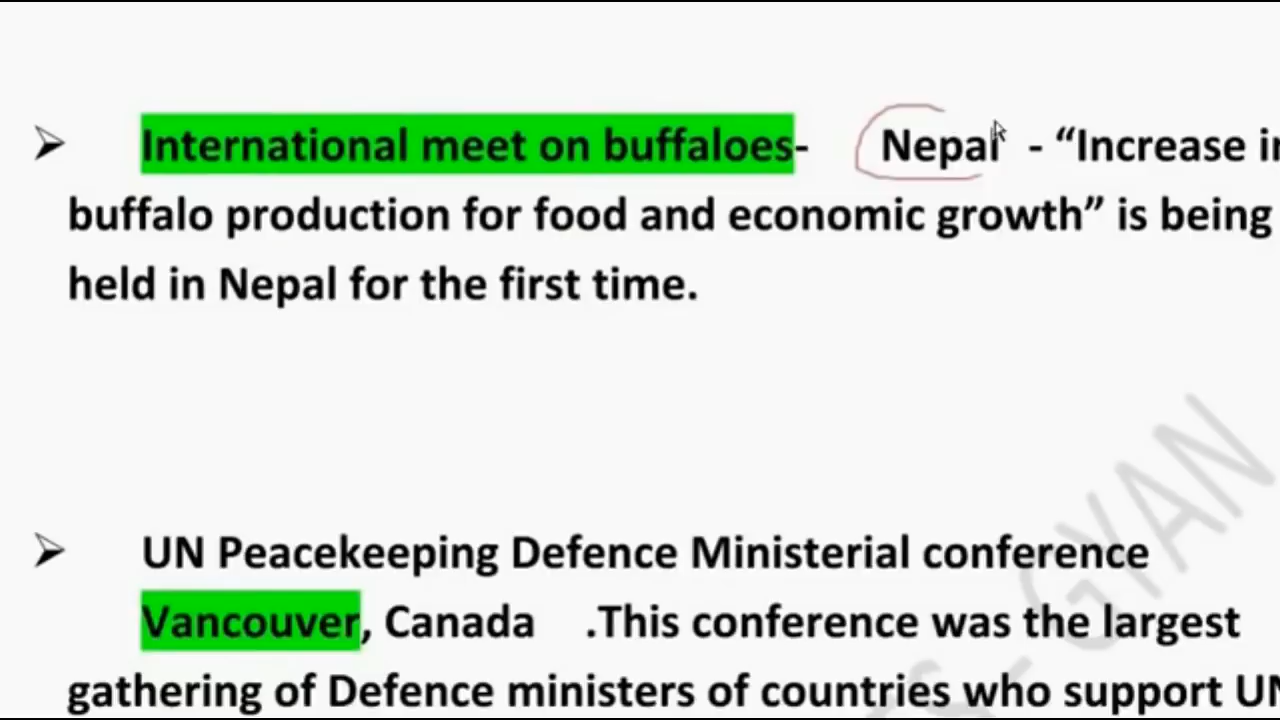 International meet on buffaloes- Nepal - “Increase in
buffalo production for food and economic growth” is being
held in Nepal for the first time.
UN Peacekeeping Defence Ministerial conference
Vancouver, Canada .This conference was the largest
gathering of Defence ministers of countries who support UN
S-GYAN